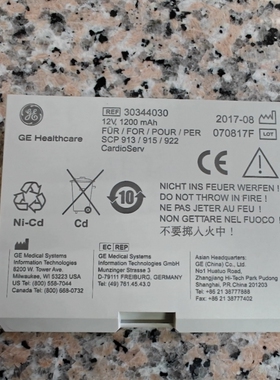 GE
GE Healthcare
REF 30344030
12V, 1200 mAh
FÜR / FOR / POUR / PER
SCP 913 / 915 / 922
CardioServ
2017-08
070817F LOT
Ni-Cd
Cd
10
CE
NICHT INS FEUER WERFEN!
DO NOT THROW IN FIRE!
NE PAS JETER AU FEU!
NON GETTARE NEL FUOCO!
不要掷入火中!
GE Medical Systems
Information Technologies
8200 W. Tower Ave.
Milwaukee, WI 53223 USA
US Tel: (800) 558-7044
Canada Tel: (800) 668-0732
EC REP
GE Medical Systems
Information Technologies GmbH
Munzinger Strasse 3
D-79111 FREIBURG, GERMANY
Tel: (49) 761.45.43.0
Asian Headquarters:
GE (China) Co., Ltd.
No1 Huatuo Road,
Zhangjiang Hi-Tech Park Pudong
Shanghai, P.R.China 201203
Tel: +86 21 38777888
Fax: +86 21 38777402